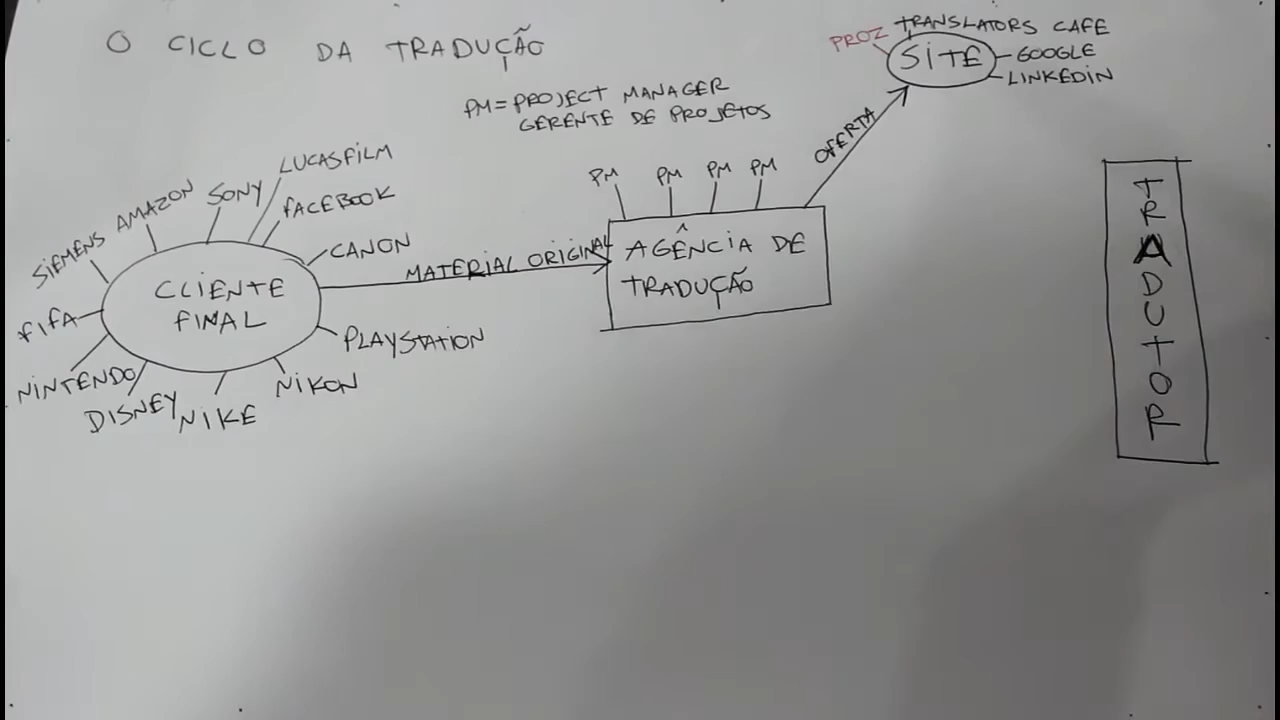 O CICLO DA TRADUÇÃO
PROZ
TRANSLATORS CAFE
SITE
GOOGLE
LINKEDIN
PM = PROJECT MANAGER
GERENTE DE PROJETOS
OFERTA
LUCASFILM
SONY
FACEBOOK
AMAZON
SIEMENS
CANON
FIFA
CLIENTE
FINAL
MATERIAL ORIGINAL
PM
PM
PM
PM
AGÊNCIA DE
TRADUÇÃO
PLAYSTATION
NINTENDO
DISNEY
NIKE
NIKON
TRADUTOR